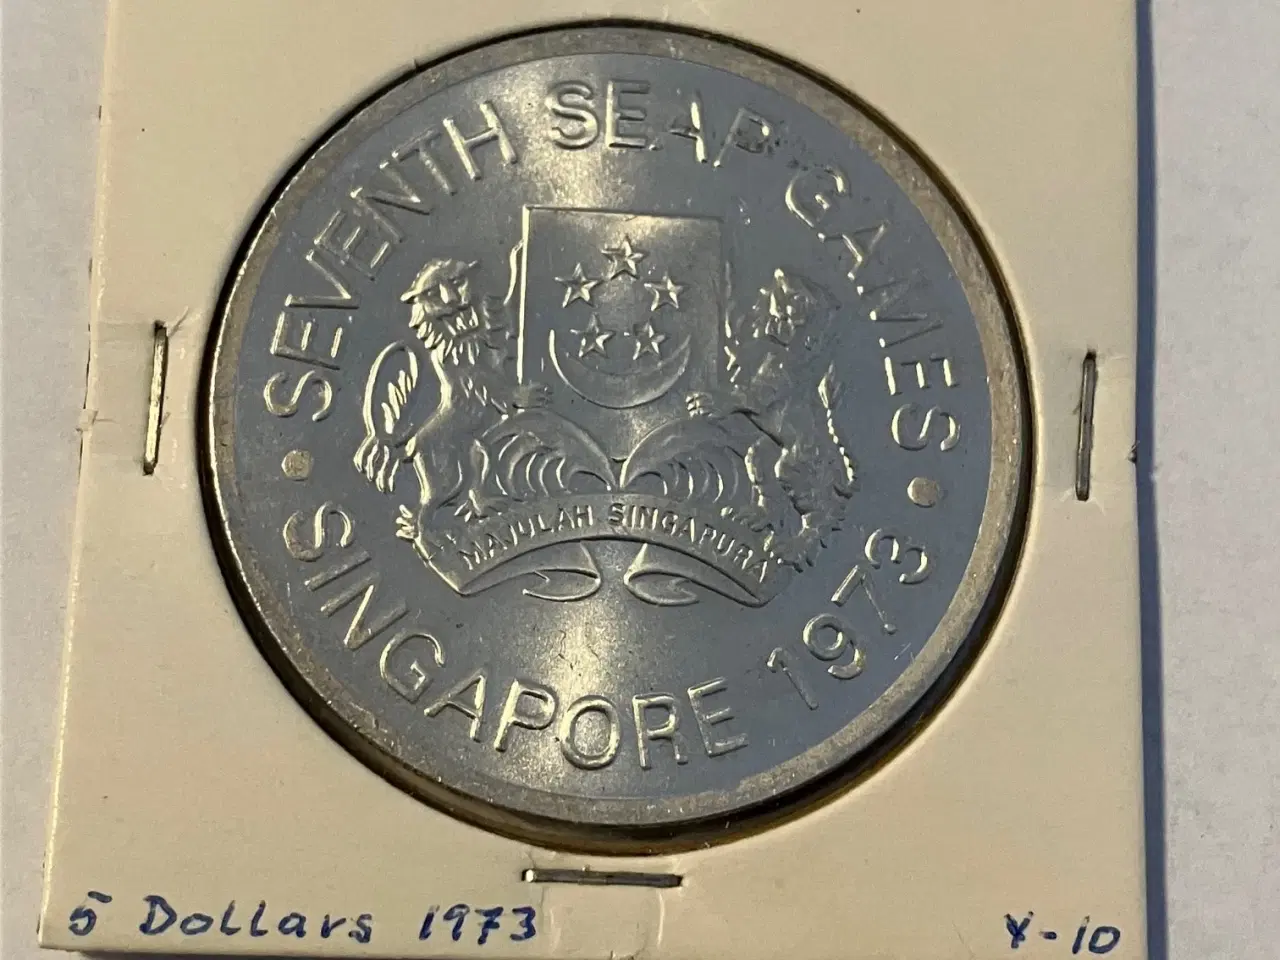 SEVENTH SEAP GAMES
MAJULAH SINGAPURA
SINGAPORE 1973
5 Dollars 1973
Y-10